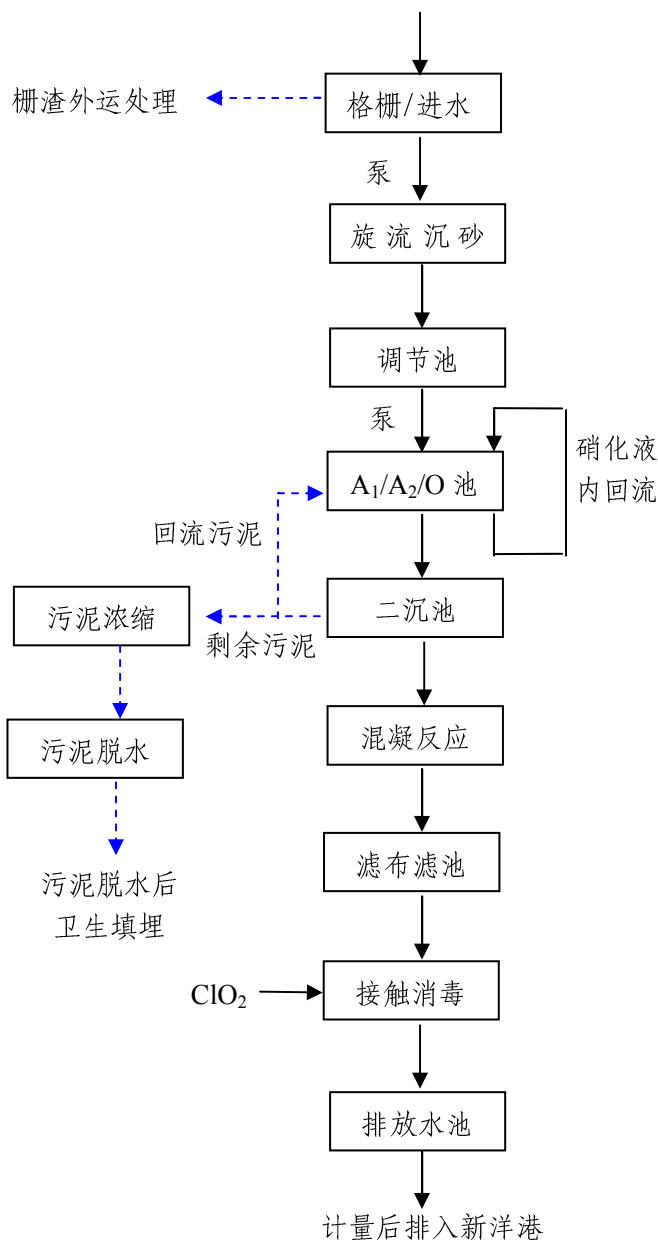 栅渣外运处理
格栅/进水
泵
旋流沉砂
调节池
泵
硝化液
内回流
A₁/A₂/O 池
回流污泥
污泥浓缩
二沉池
剩余污泥
混凝反应
污泥脱水
滤布滤池
污泥脱水后
卫生填埋
ClO₂
接触消毒
排放水池
计量后排入新洋港